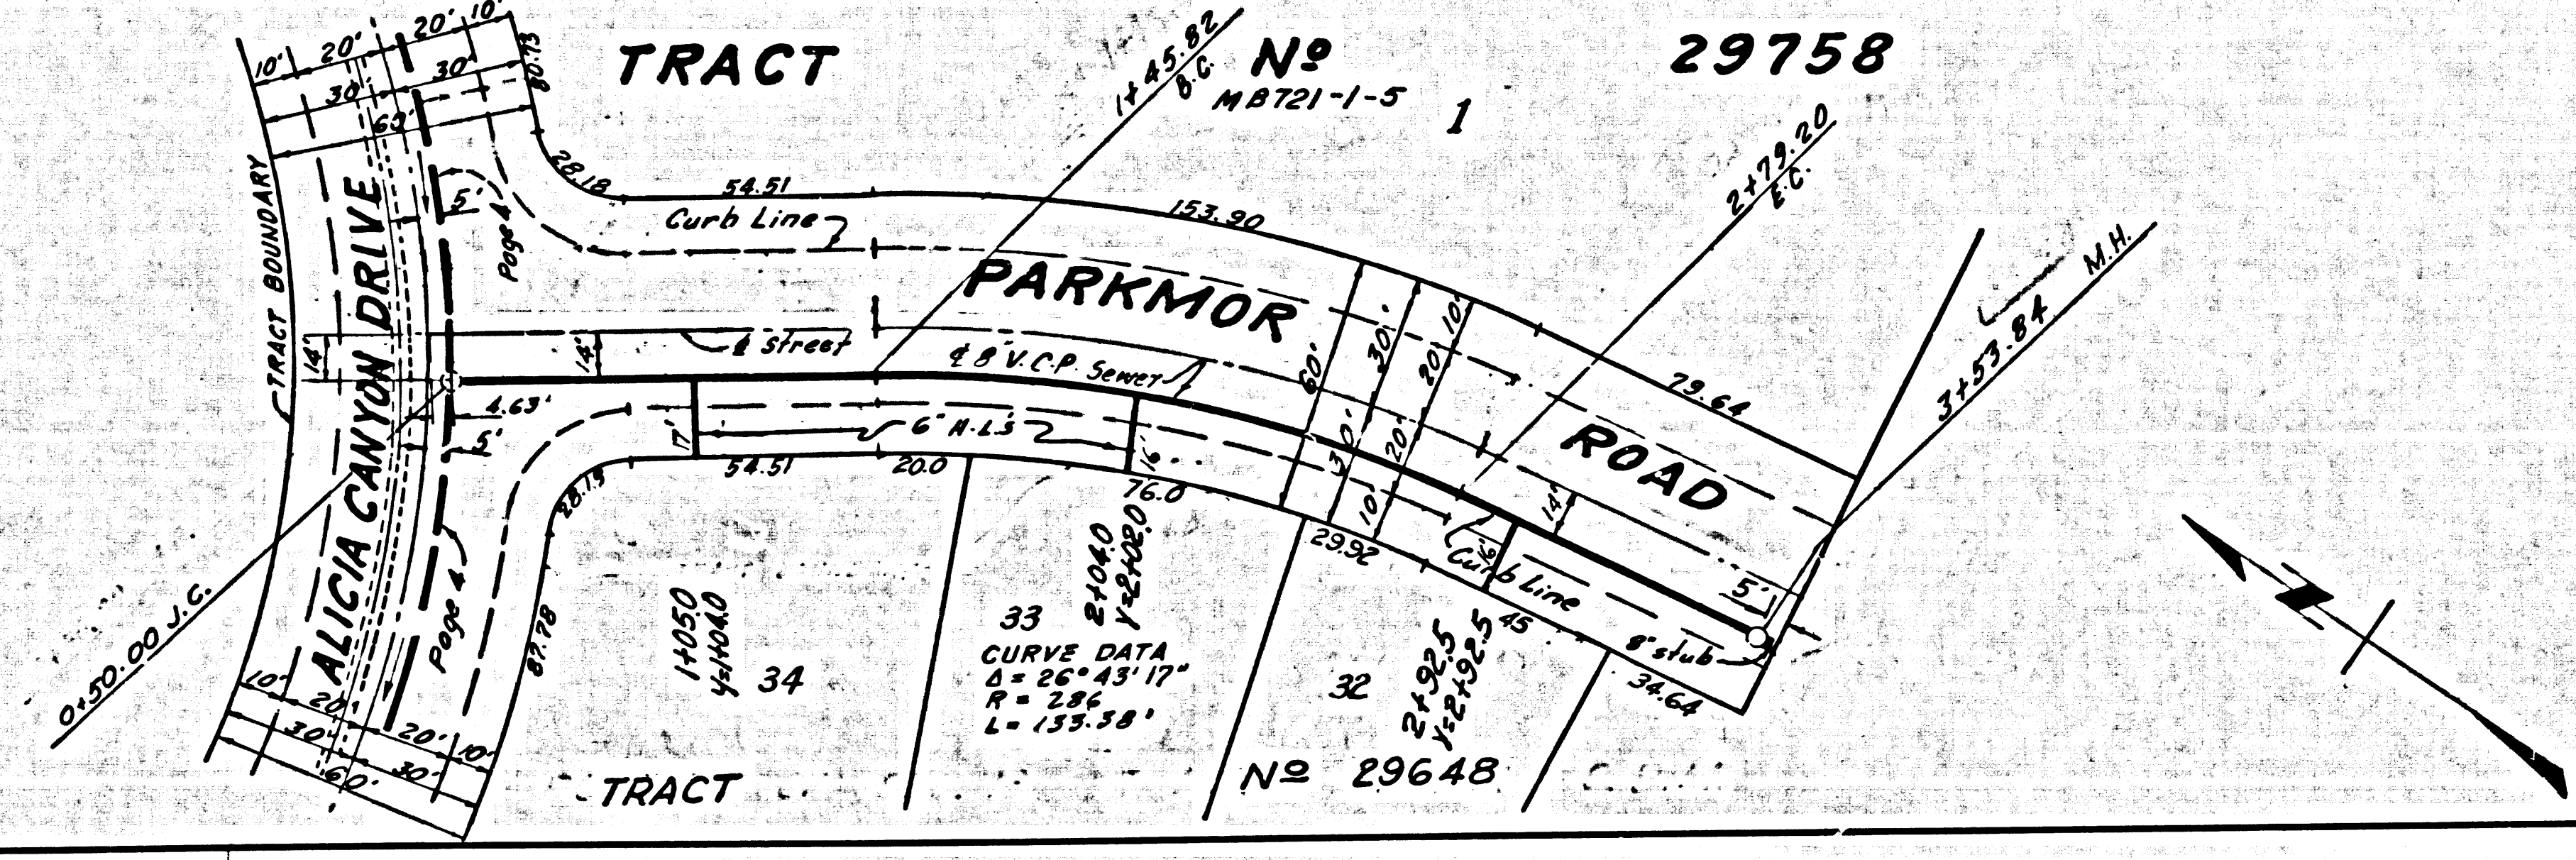 TRACT Nº 29758
MB721-1-5
1
10' 20' 20' 10'
30' 30'
60'
80.73
28.18
54.51
153.90
79.64
1+45.82
B.C.
2+79.20
E.C.
M.H.
3+53.84
TRACT BOUNDARY
ALICIA CANYON DRIVE
5'
Page 4
Curb Line
PARKMOR ROAD
14'
14'
℄ Street
℄ 8" V.C.P. Sewer
60'
30' 30'
10' 20' 20' 10'
4.63'
5'
17'
6" H.L.'s
16'
54.51
20.0
76.0
29.92
28.15
87.78
Page 4
0+50.00 J.C.
14'
16'
Curb Line
5'
45
8" stub
34.64
1+05.0
Y=1+04.0
34
33
2+04.0
Y=2+02.0
CURVE DATA
Δ = 26° 43' 17"
R = 286
L = 133.38'
32
2+92.5
Y=2+92.5
10' 20' 20' 10'
30' 30'
60'
TRACT Nº 29648
N